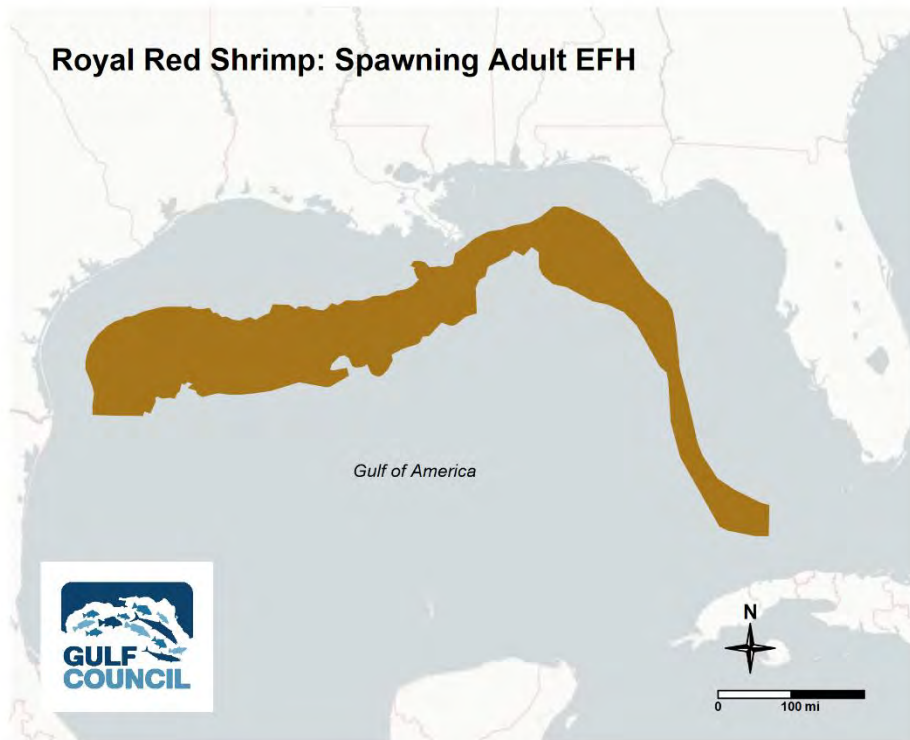 Royal Red Shrimp: Spawning Adult EFH
Gulf of America
GULF
COUNCIL
N
0 100 mi